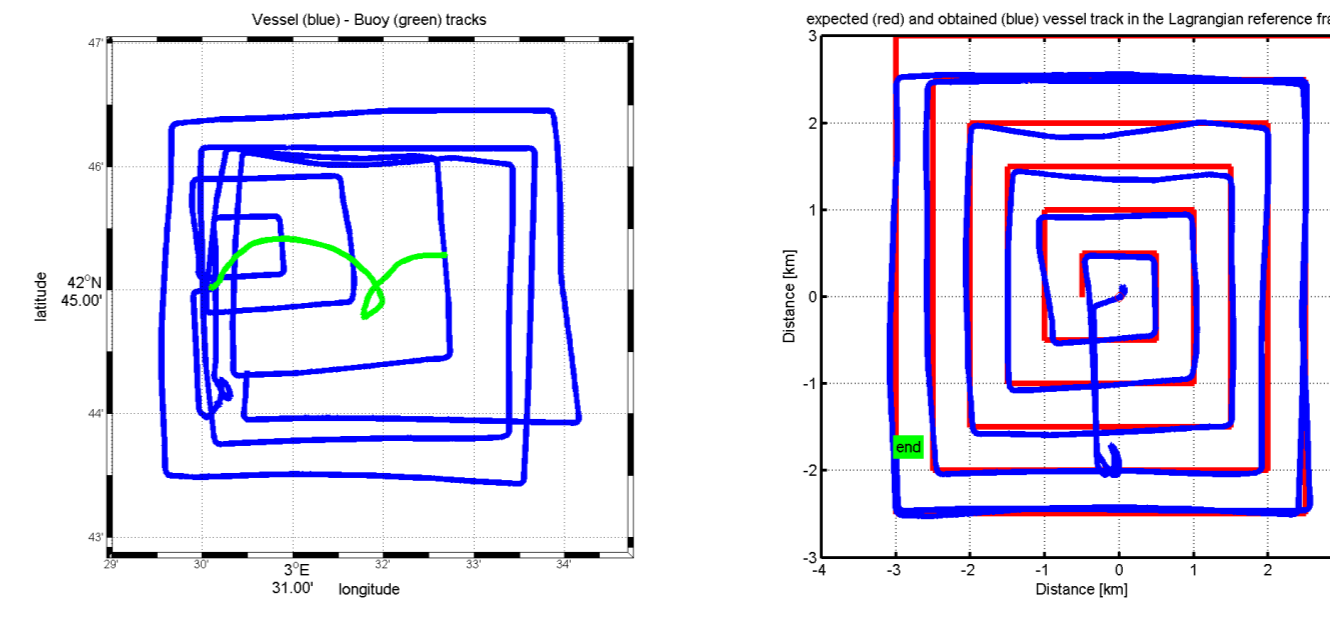 Vessel (blue) - Buoy (green) tracks
47'
46'
42°N
45.00'
44'
43'
latitude
29'
30'
3°E
31.00'
32'
33'
34'
longitude
expected (red) and obtained (blue) vessel track in the Lagrangian reference fra
3
2
1
0
-1
-2
-3
Distance [km]
end
-4
-3
-2
-1
0
1
2
Distance [km]